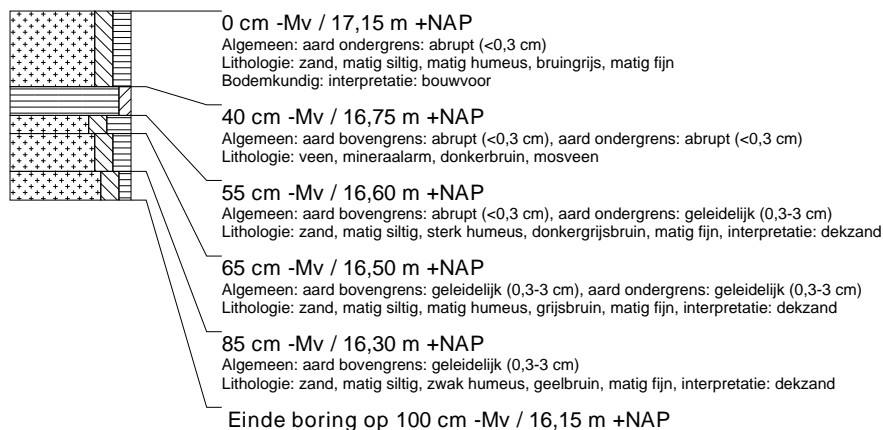 0 cm -Mv / 17,15 m +NAP
Algemeen: aard ondergrens: abrupt (<0,3 cm)
Lithologie: zand, matig siltig, matig humeus, bruingrijs, matig fijn
Bodemkundig: interpretatie: bouwvoor
40 cm -Mv / 16,75 m +NAP
Algemeen: aard bovengrens: abrupt (<0,3 cm), aard ondergrens: abrupt (<0,3 cm)
Lithologie: veen, mineraalarm, donkerbruin, mosveen
55 cm -Mv / 16,60 m +NAP
Algemeen: aard bovengrens: abrupt (<0,3 cm), aard ondergrens: geleidelijk (0,3-3 cm)
Lithologie: zand, matig siltig, sterk humeus, donkergrijsbruin, matig fijn, interpretatie: dekzand
65 cm -Mv / 16,50 m +NAP
Algemeen: aard bovengrens: geleidelijk (0,3-3 cm), aard ondergrens: geleidelijk (0,3-3 cm)
Lithologie: zand, matig siltig, matig humeus, grijsbruin, matig fijn, interpretatie: dekzand
85 cm -Mv / 16,30 m +NAP
Algemeen: aard bovengrens: geleidelijk (0,3-3 cm)
Lithologie: zand, matig siltig, zwak humeus, geelbruin, matig fijn, interpretatie: dekzand
Einde boring op 100 cm -Mv / 16,15 m +NAP